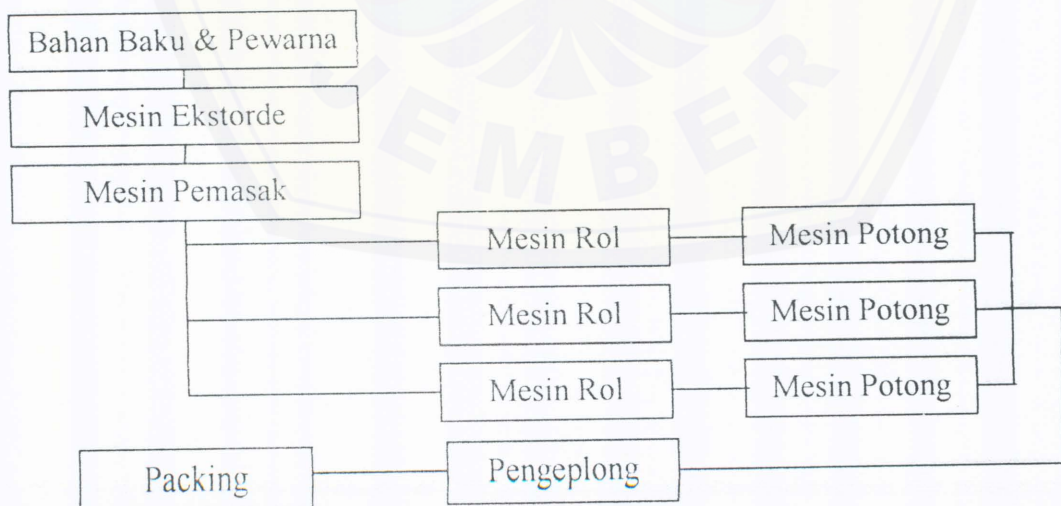 JEMBER
Bahan Baku & Pewarna
Mesin Ekstorde
Mesin Pemasak
Mesin Rol
Mesin Potong
Mesin Rol
Mesin Potong
Mesin Rol
Mesin Potong
Packing
Pengeplong